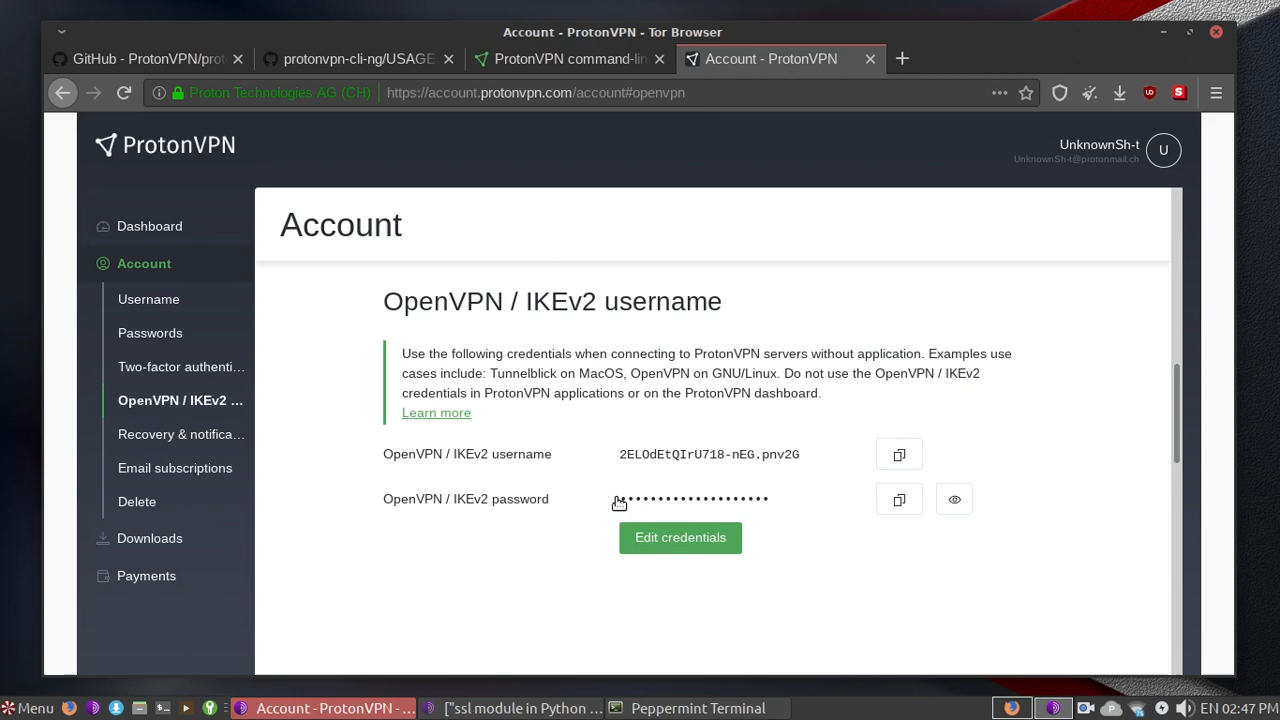 Account - ProtonVPN - Tor Browser
GitHub - ProtonVPN/prot
protonvpn-cli-ng/USAGE
ProtonVPN command-lin
Account - ProtonVPN
Proton Technologies AG (CH)
https://account.protonvpn.com/account#openvpn
ProtonVPN
UnknownSh-t
U
UnknownSh-t@protonmail.ch
Dashboard
Account
Username
Passwords
Two-factor authenti...
OpenVPN / IKEv2 ...
Recovery & notifica...
Email subscriptions
Delete
Downloads
Payments
Account
OpenVPN / IKEv2 username
Use the following credentials when connecting to ProtonVPN servers without application. Examples use
cases include: Tunnelblick on MacOS, OpenVPN on GNU/Linux. Do not use the OpenVPN / IKEv2
credentials in ProtonVPN applications or on the ProtonVPN dashboard.
Learn more
OpenVPN / IKEv2 username 2ELOdEtQIrU718-nEG.pnv2G
OpenVPN / IKEv2 password ••••••••••••••••••••
Edit credentials
Menu
Account - ProtonVPN - ...
["ssl module in Python ...
Peppermint Terminal
EN 02:47 PM